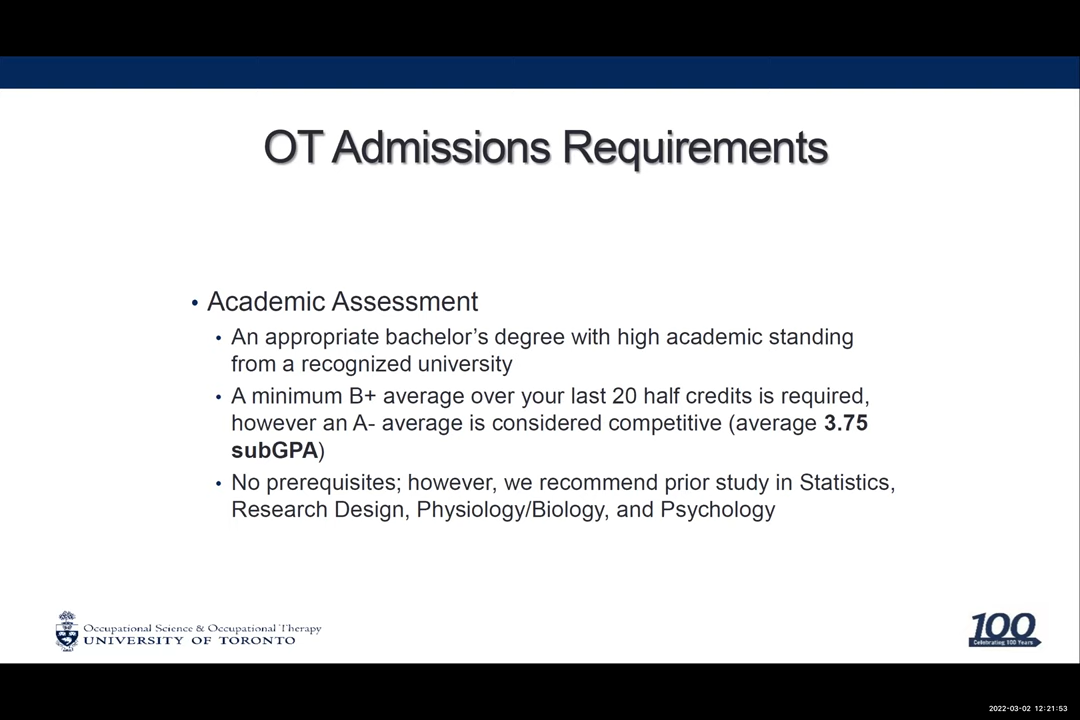 OT Admissions Requirements
• Academic Assessment
• An appropriate bachelor’s degree with high academic standing
from a recognized university
• A minimum B+ average over your last 20 half credits is required,
however an A- average is considered competitive (average 3.75
subGPA)
• No prerequisites; however, we recommend prior study in Statistics,
Research Design, Physiology/Biology, and Psychology
Occupational Science & Occupational Therapy
UNIVERSITY OF TORONTO
100
Celebrating 100 Years
2022-03-02 12:21:53